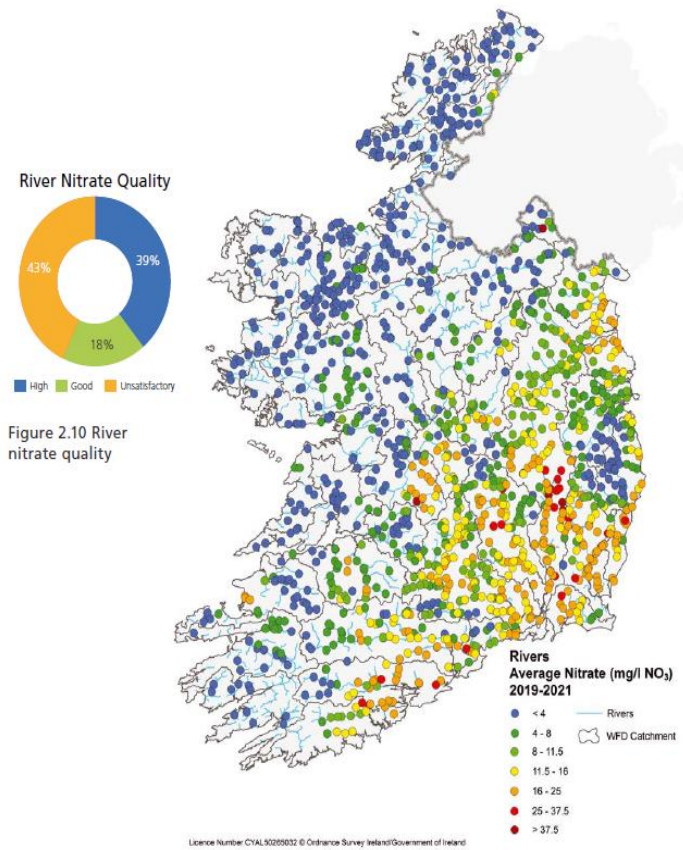 River Nitrate Quality
43%
39%
18%
High Good Unsatisfactory
Figure 2.10 River
nitrate quality
Rivers
Average Nitrate (mg/l NO₃)
2019-2021
< 4
4 - 8
8 - 11.5
11.5 - 16
16 - 25
25 - 37.5
> 37.5
Rivers
WFD Catchment
Licence Number CYAL50265032 © Ordnance Survey Ireland/Government of Ireland